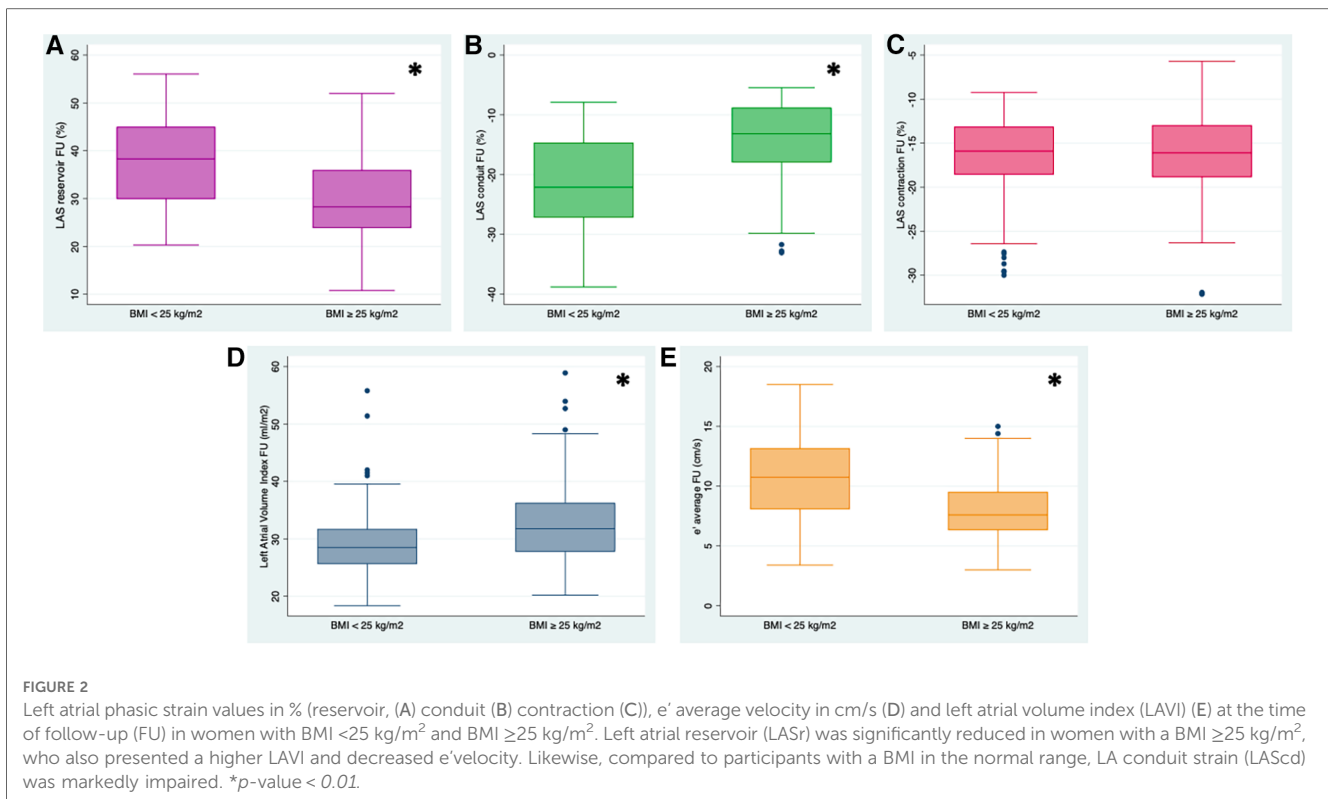 A
60
50
40
30
20
10
LAS reservoir FU (%)
*
BMI < 25 kg/m2
BMI ≥ 25 kg/m2
B
0
-10
-20
-30
-40
LAS conduit FU (%)
*
BMI < 25 kg/m2
BMI ≥ 25 kg/m2
C
-5
-10
-15
-20
-25
-30
LAS contraction FU (%)
BMI < 25 kg/m2
BMI ≥ 25 kg/m2
D
60
50
40
30
20
Left Atrial Volume Index FU (ml/m2)
*
BMI < 25 kg/m2
BMI ≥ 25 kg/m2
E
20
15
10
5
0
e' average FU (cm/s)
*
BMI < 25 kg/m2
BMI ≥ 25 kg/m2
FIGURE 2
Left atrial phasic strain values in % (reservoir, (A) conduit (B) contraction (C)), e' average velocity in cm/s (D) and left atrial volume index (LAVI) (E) at the time
of follow-up (FU) in women with BMI <25 kg/m² and BMI ≥25 kg/m². Left atrial reservoir (LASr) was significantly reduced in women with a BMI ≥25 kg/m²,
who also presented a higher LAVI and decreased e'velocity. Likewise, compared to participants with a BMI in the normal range, LA conduit strain (LAScd)
was markedly impaired. *p-value < 0.01.